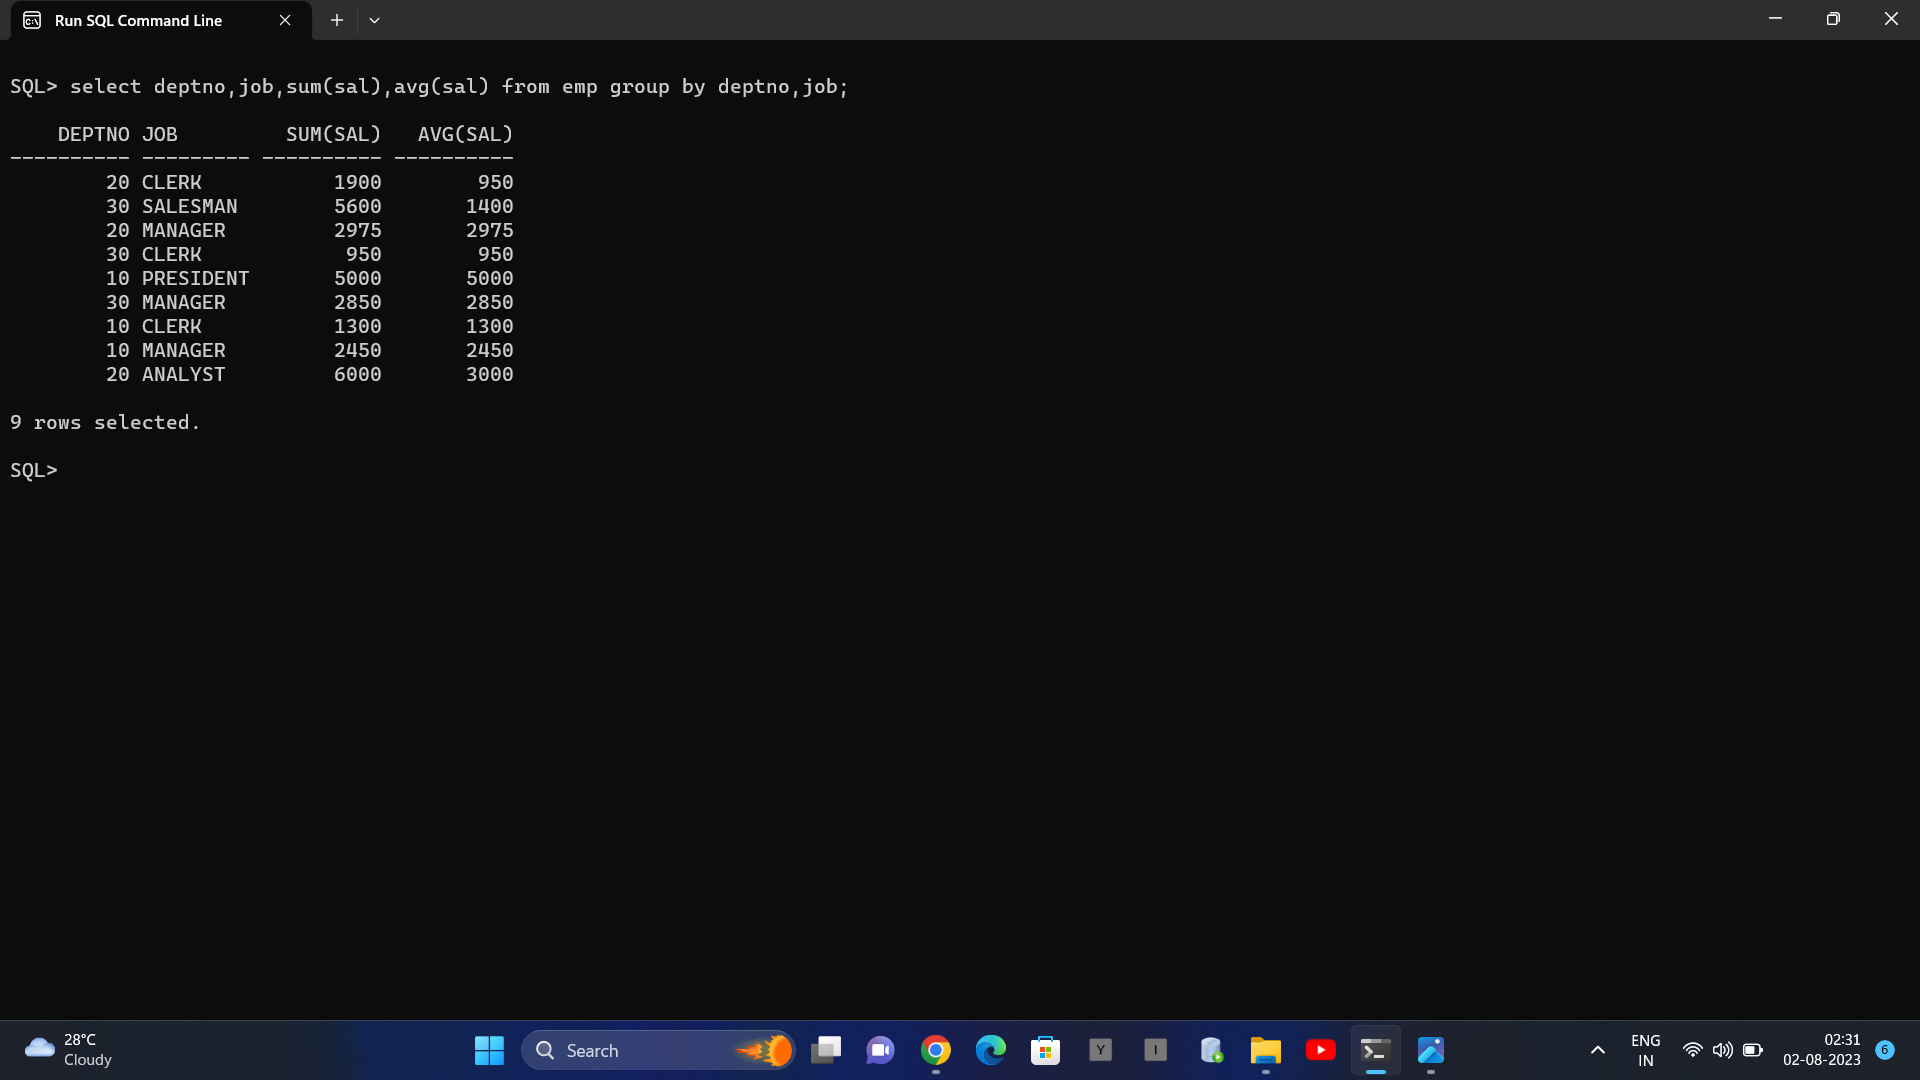 Run SQL Command Line
SQL> select deptno,job,sum(sal),avg(sal) from emp group by deptno,job;
DEPTNO JOB SUM(SAL) AVG(SAL)
---------- --------- ---------- ----------
20 CLERK 1900 950
30 SALESMAN 5600 1400
20 MANAGER 2975 2975
30 CLERK 950 950
10 PRESIDENT 5000 5000
30 MANAGER 2850 2850
10 CLERK 1300 1300
10 MANAGER 2450 2450
20 ANALYST 6000 3000
9 rows selected.
SQL>
28°C
Cloudy
Search
Y
I
ENG
IN
02:31
02-08-2023
6